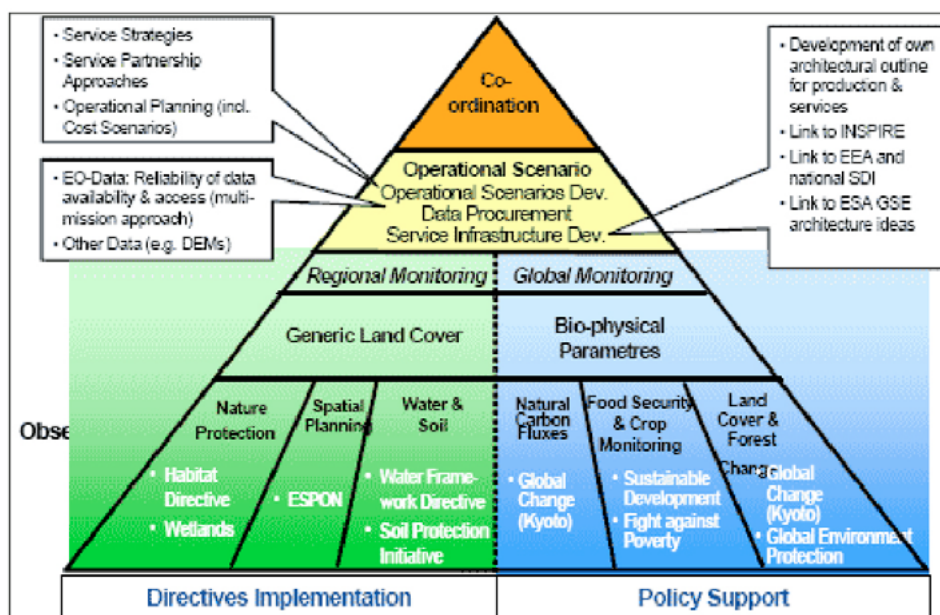 • Service Strategies
• Service Partnership
Approaches
• Operational Planning (incl.
Cost Scenarios)
• EO-Data: Reliability of data
availability & access (multi-
mission approach)
• Other Data (e.g. DEMs)
Co-
ordination
Operational Scenario
Operational Scenarios Dev.
Data Procurement
Service Infrastructure Dev.
• Development of own
architectural outline
for production &
services
• Link to INSPIRE
• Link to EEA and
national SDI
• Link to ESA GSE
architecture ideas
Regional Monitoring
Global Monitoring
Generic Land Cover
Bio-physical
Parametres
Obse
Nature
Protection
• Habitat
Directive
• Wetlands
Spatial
Planning
• ESPON
Water &
Soil
• Water Frame-
work Directive
• Soil Protection
Initiative
Natural
Carbon
Fluxes
• Global
Change
(Kyoto)
Food Security
& Crop
Monitoring
• Sustainable
Development
• Fight against
Poverty
Land
Cover & Forest
Change
• Global
Change
(Kyoto)
• Global Environment
Protection
Directives Implementation
Policy Support